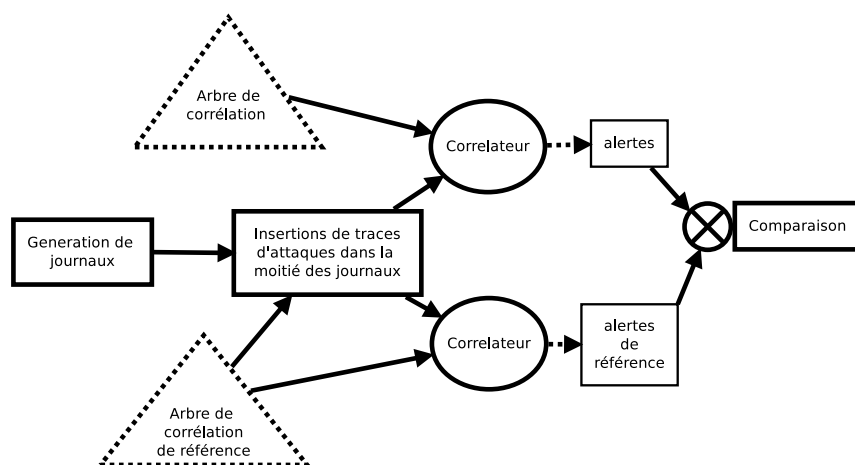 Arbre de
corrélation
Correlateur
alertes
Generation de
journaux
Insertions de traces
d'attaques dans la
moitié des journaux
Comparaison
Correlateur
alertes
de
référence
Arbre de
corrélation
de référence